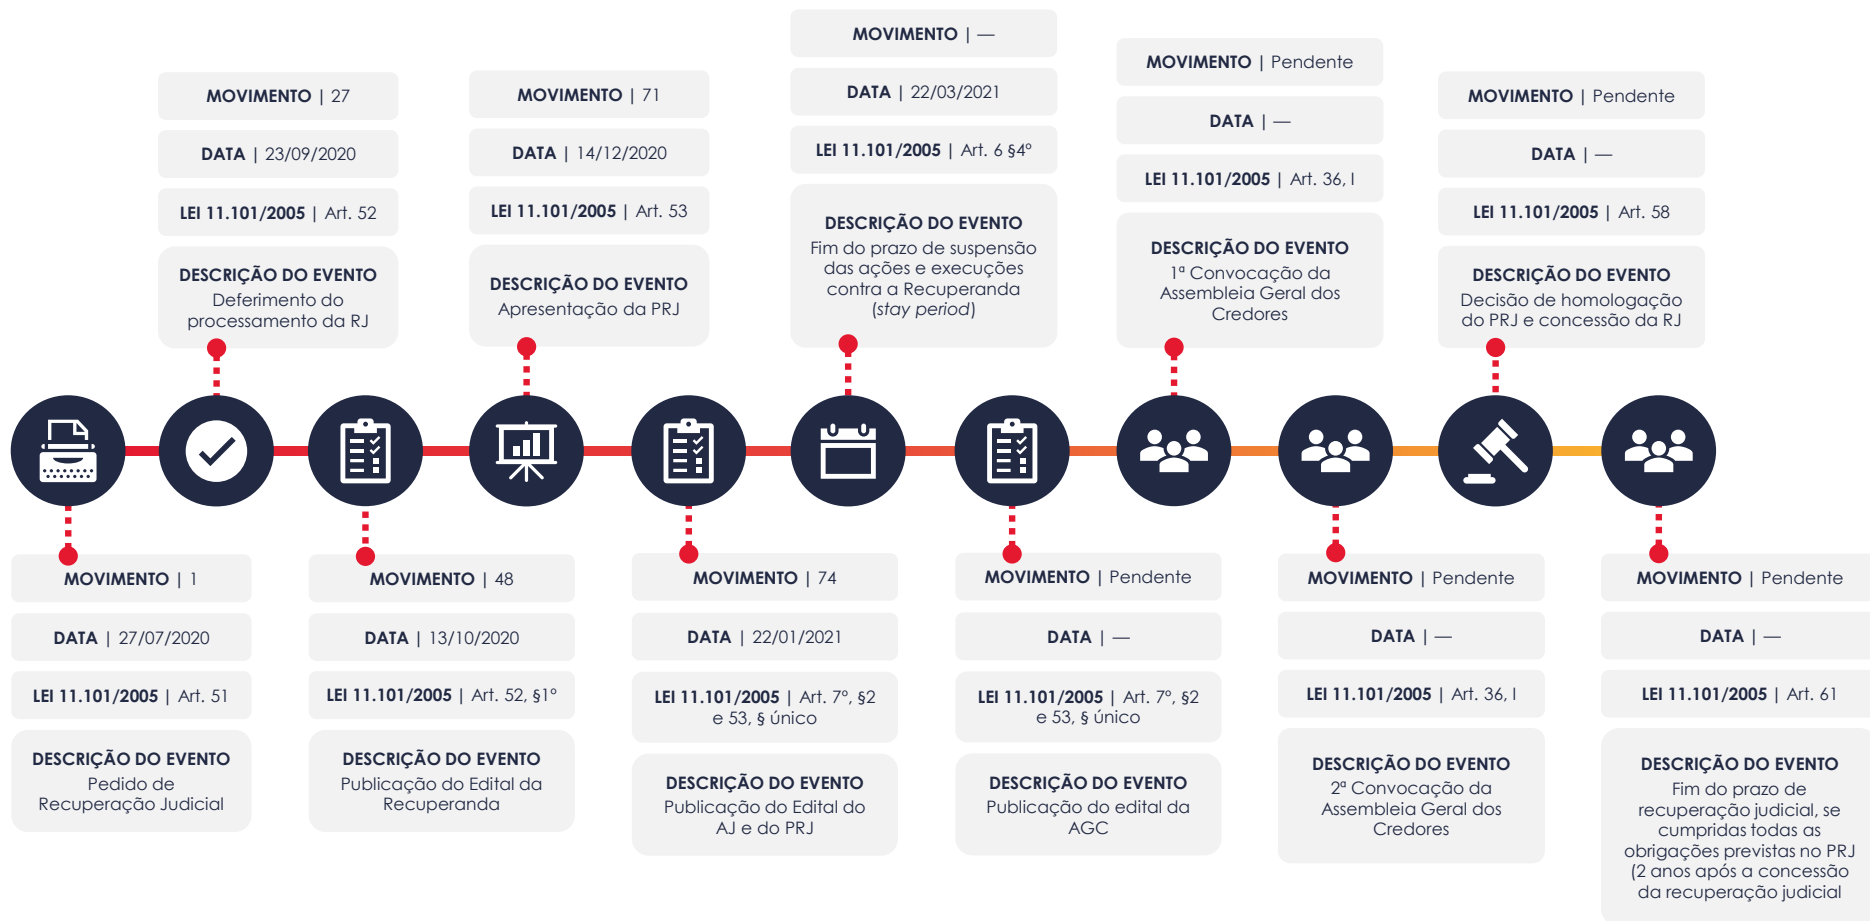 MOVIMENTO | 1
DATA | 27/07/2020
LEI 11.101/2005 | Art. 51
DESCRIÇÃO DO EVENTO
Pedido de
Recuperação Judicial
MOVIMENTO | 27
DATA | 23/09/2020
LEI 11.101/2005 | Art. 52
DESCRIÇÃO DO EVENTO
Deferimento do
processamento da RJ
MOVIMENTO | 48
DATA | 13/10/2020
LEI 11.101/2005 | Art. 52, §1º
DESCRIÇÃO DO EVENTO
Publicação do Edital da
Recuperanda
MOVIMENTO | 71
DATA | 14/12/2020
LEI 11.101/2005 | Art. 53
DESCRIÇÃO DO EVENTO
Apresentação da PRJ
MOVIMENTO | 74
DATA | 22/01/2021
LEI 11.101/2005 | Art. 7º, §2
e 53, § único
DESCRIÇÃO DO EVENTO
Publicação do Edital do
AJ e do PRJ
MOVIMENTO | —
DATA | 22/03/2021
LEI 11.101/2005 | Art. 6 §4º
DESCRIÇÃO DO EVENTO
Fim do prazo de suspensão
das ações e execuções
contra a Recuperanda
(stay period)
MOVIMENTO | Pendente
DATA | —
LEI 11.101/2005 | Art. 7º, §2
e 53, § único
DESCRIÇÃO DO EVENTO
Publicação do edital da
AGC
MOVIMENTO | Pendente
DATA | —
LEI 11.101/2005 | Art. 36, I
DESCRIÇÃO DO EVENTO
1ª Convocação da
Assembleia Geral dos
Credores
MOVIMENTO | Pendente
DATA | —
LEI 11.101/2005 | Art. 36, I
DESCRIÇÃO DO EVENTO
2ª Convocação da
Assembleia Geral dos
Credores
MOVIMENTO | Pendente
DATA | —
LEI 11.101/2005 | Art. 58
DESCRIÇÃO DO EVENTO
Decisão de homologação
do PRJ e concessão da RJ
MOVIMENTO | Pendente
DATA | —
LEI 11.101/2005 | Art. 61
DESCRIÇÃO DO EVENTO
Fim do prazo de
recuperação judicial, se
cumpridas todas as
obrigações previstas no PRJ
(2 anos após a concessão
da recuperação judicial